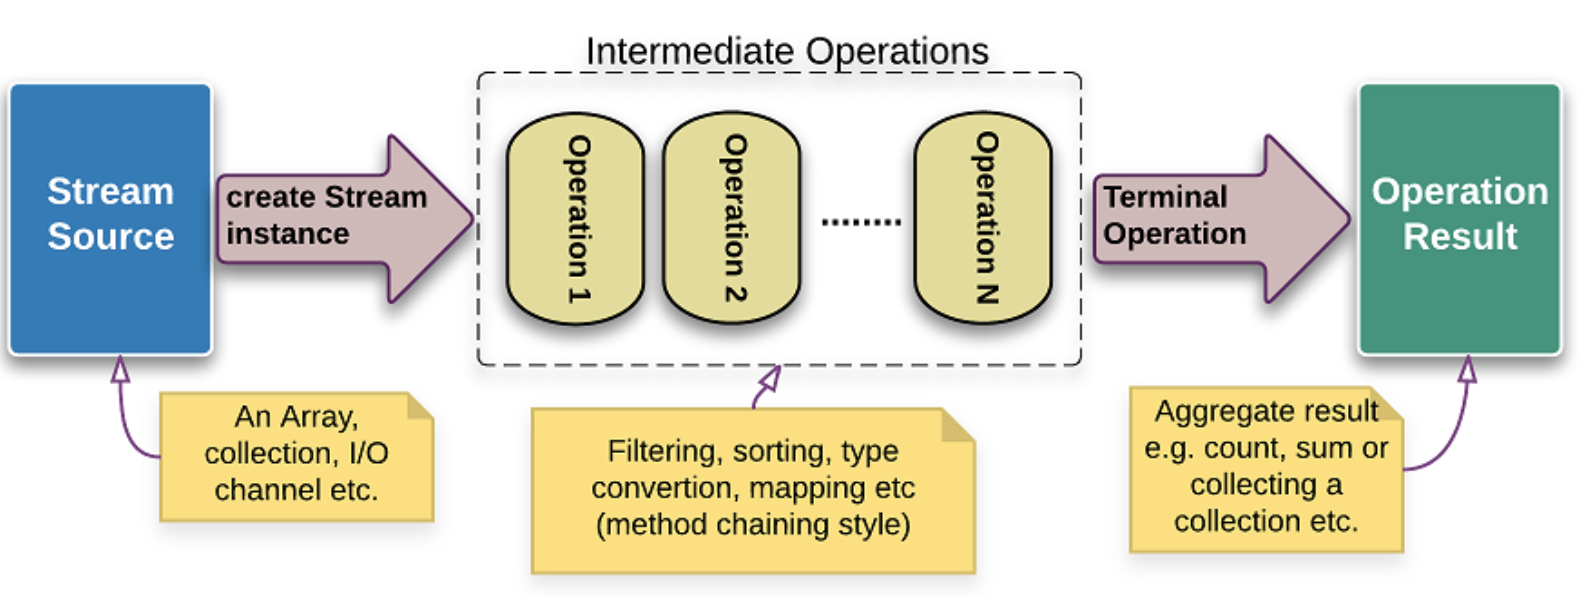 Intermediate Operations
Stream
Source
create Stream
instance
Operation 1
Operation 2
Operation N
Terminal
Operation
Operation
Result
An Array,
collection, I/O
channel etc.
Filtering, sorting, type
convertion, mapping etc
(method chaining style)
Aggregate result
e.g. count, sum or
collecting a
collection etc.